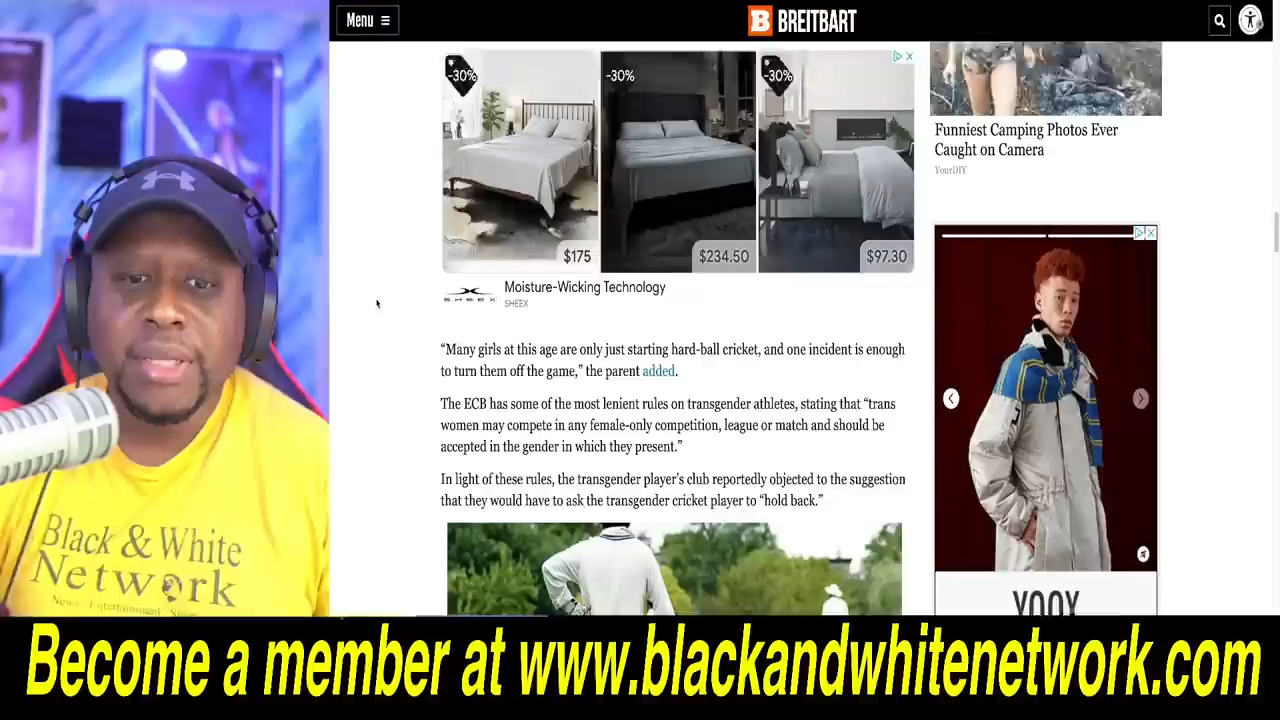 Menu
BREITBART
-30%
-30%
-30%
$175
$234.50
$97.30
SHEEX
Moisture-Wicking Technology
SHEEX
“Many girls at this age are only just starting hard-ball cricket, and one incident is enough
to turn them off the game,” the parent added.
The ECB has some of the most lenient rules on transgender athletes, stating that “trans
women may compete in any female-only competition, league or match and should be
accepted in the gender in which they present.”
In light of these rules, the transgender player’s club reportedly objected to the suggestion
that they would have to ask the transgender cricket player to “hold back.”
Funniest Camping Photos Ever
Caught on Camera
YourDIY
YOOX
Black & White
Network
News Entertainment
Become a member at www.blackandwhitenetwork.com